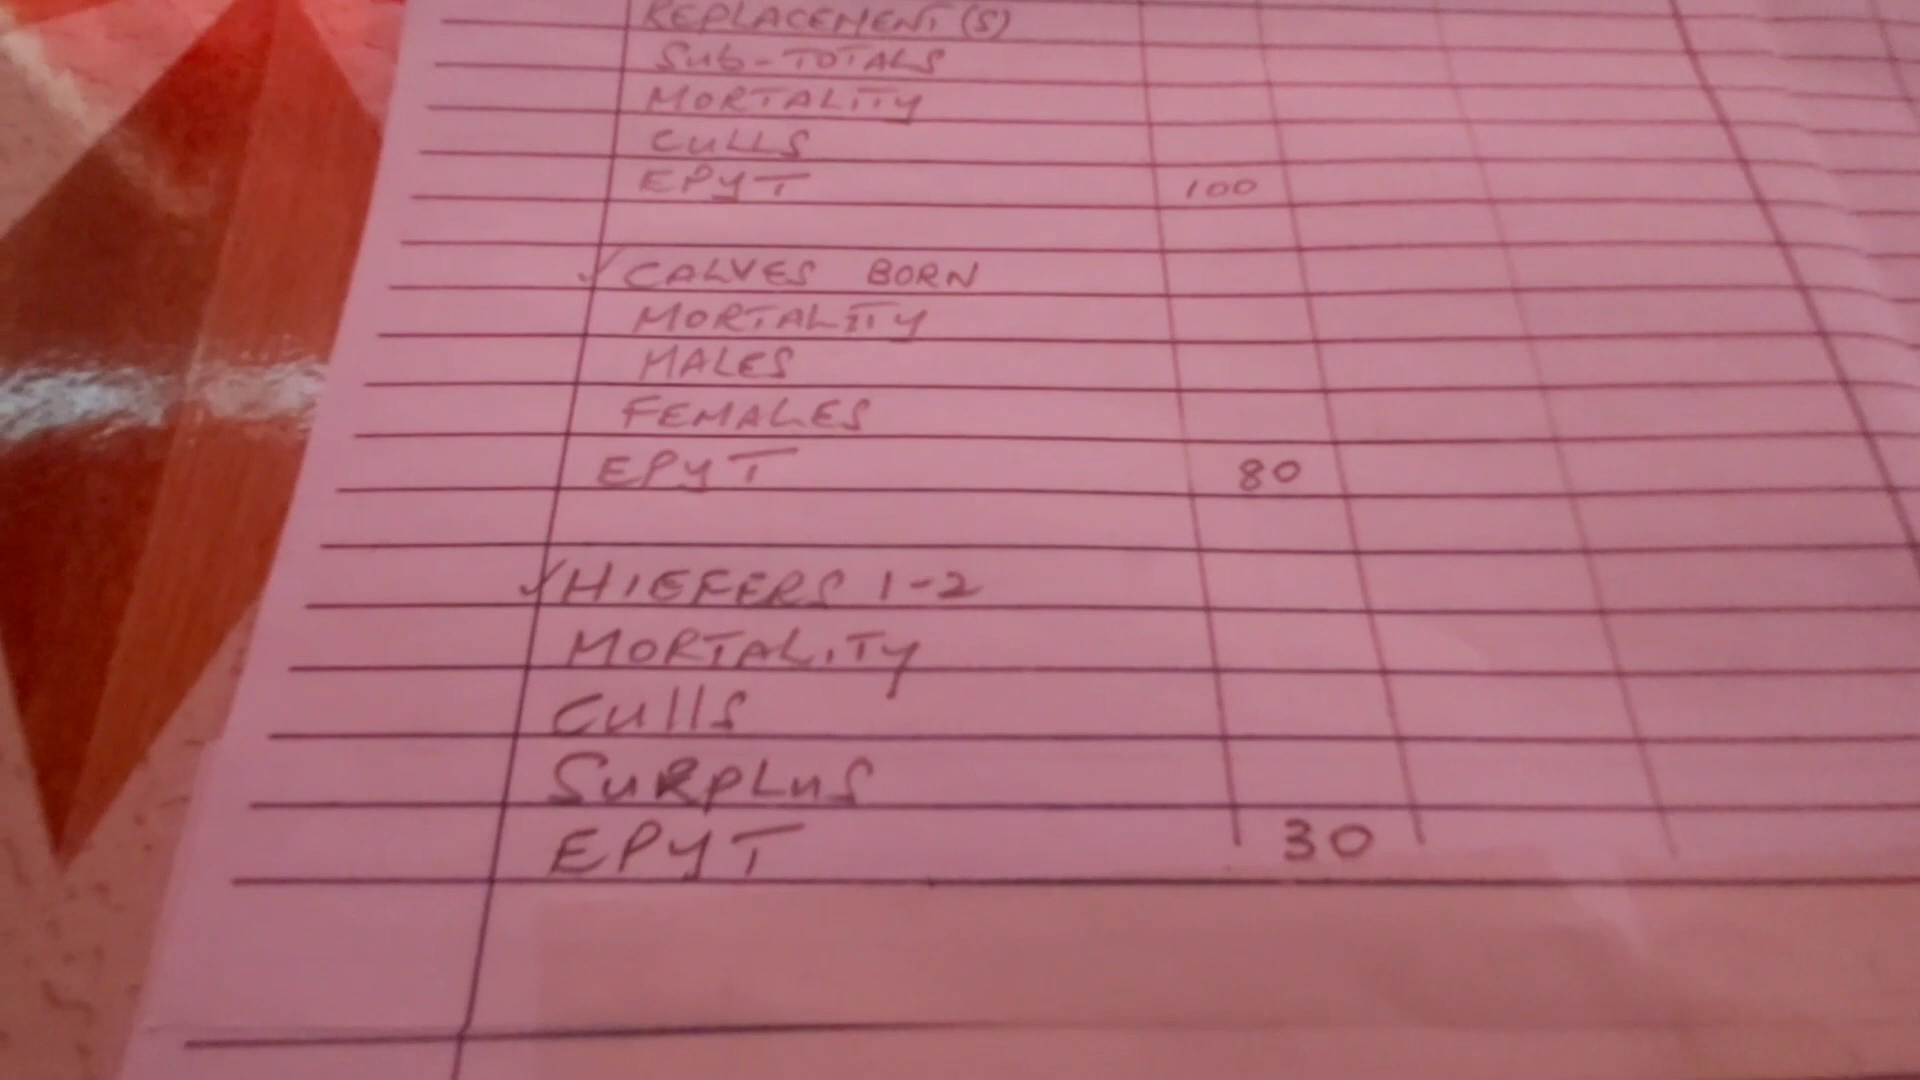 REPLACEMENT (S)
SUB-TOTALS
MORTALITY
CULLS
EPYT 100
✓ CALVES BORN
MORTALITY
MALES
FEMALES
EPYT 80
✓ HIEFERS 1-2
MORTALITY
Culls
SURPLUS
EPYT 30